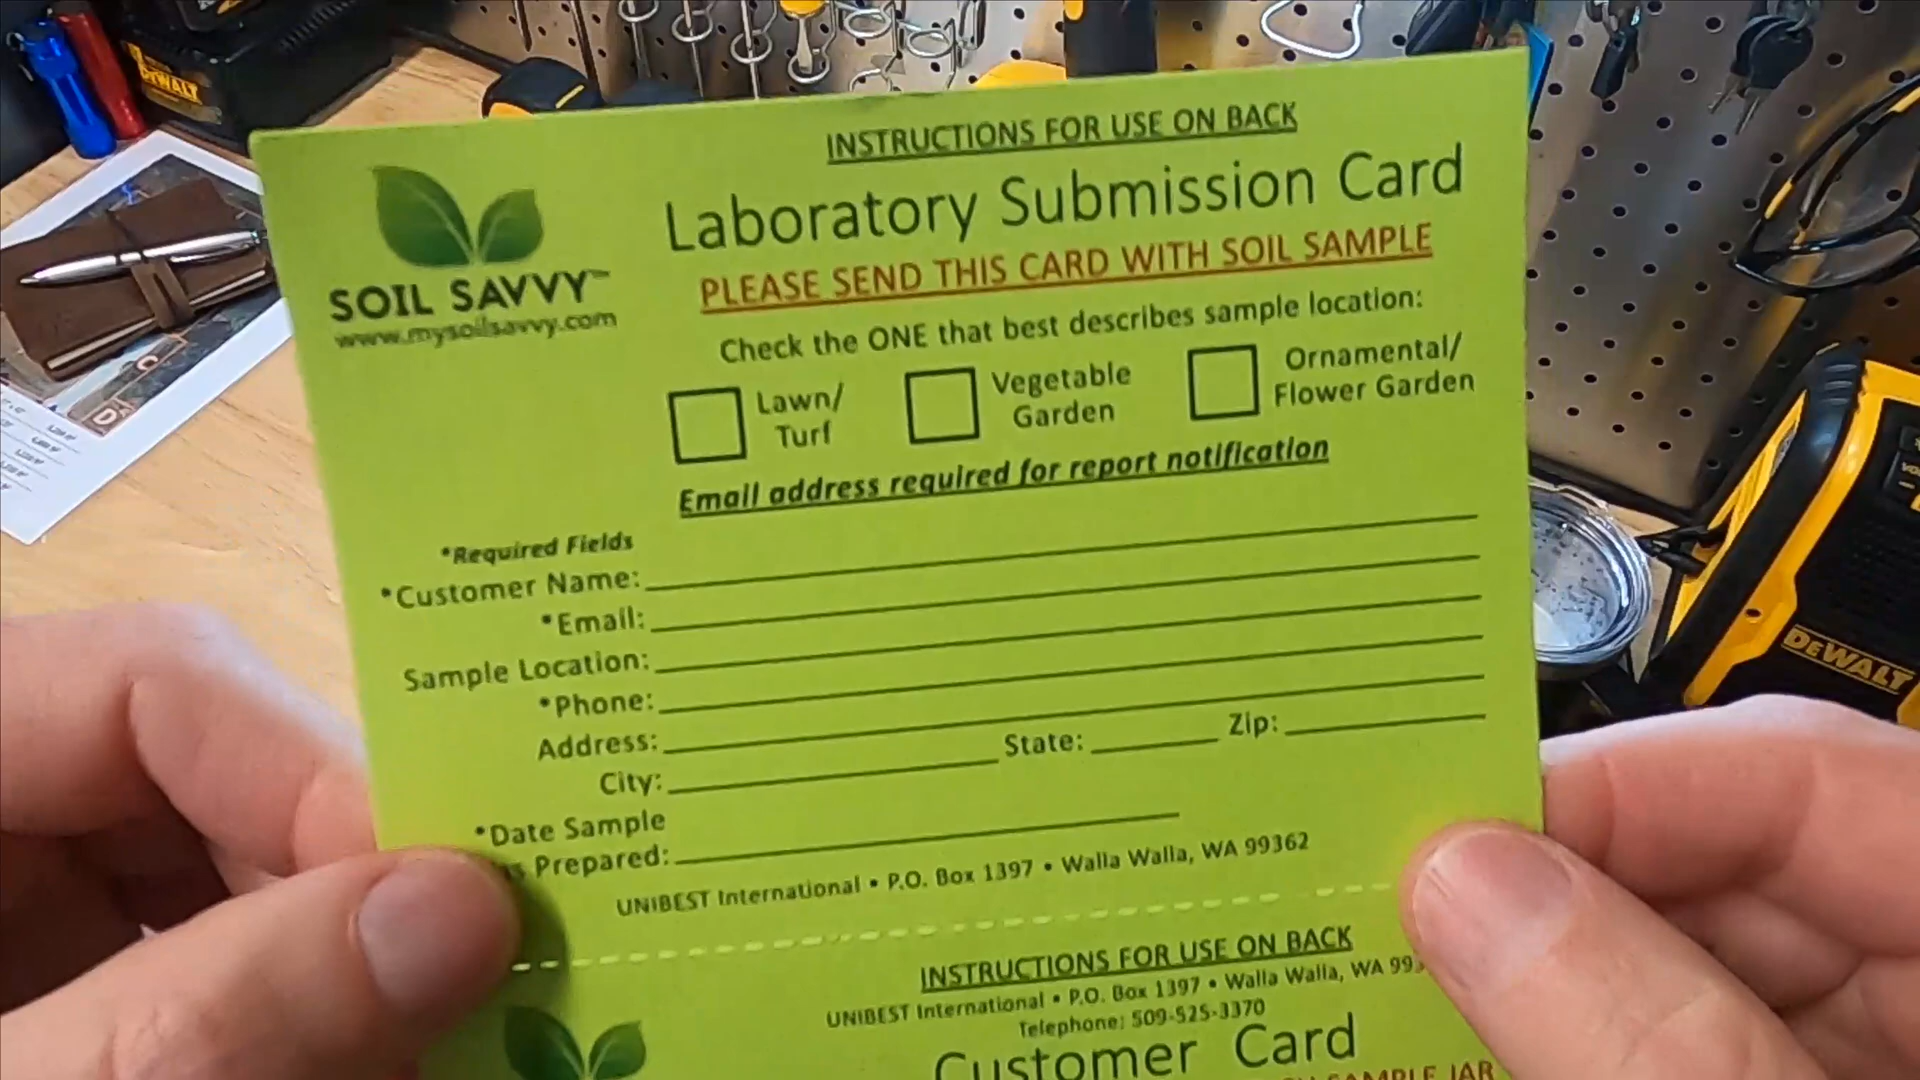 INSTRUCTIONS FOR USE ON BACK
Laboratory Submission Card
PLEASE SEND THIS CARD WITH SOIL SAMPLE
SOIL SAVVY™
www.mysoilsavvy.com
Check the ONE that best describes sample location:
Lawn/
Turf
Vegetable
Garden
Ornamental/
Flower Garden
Email address required for report notification
*Required Fields
*Customer Name:
*Email:
Sample Location:
*Phone:
Address:
City: State: Zip:
*Date Sample
Prepared:
UNIBEST International • P.O. Box 1397 • Walla Walla, WA 99362
INSTRUCTIONS FOR USE ON BACK
UNIBEST International • P.O. Box 1397 • Walla Walla, WA
Telephone: 509-525-3370
Customer Card
SAMPLE JAR
DEWALT
DEWALT
C
D